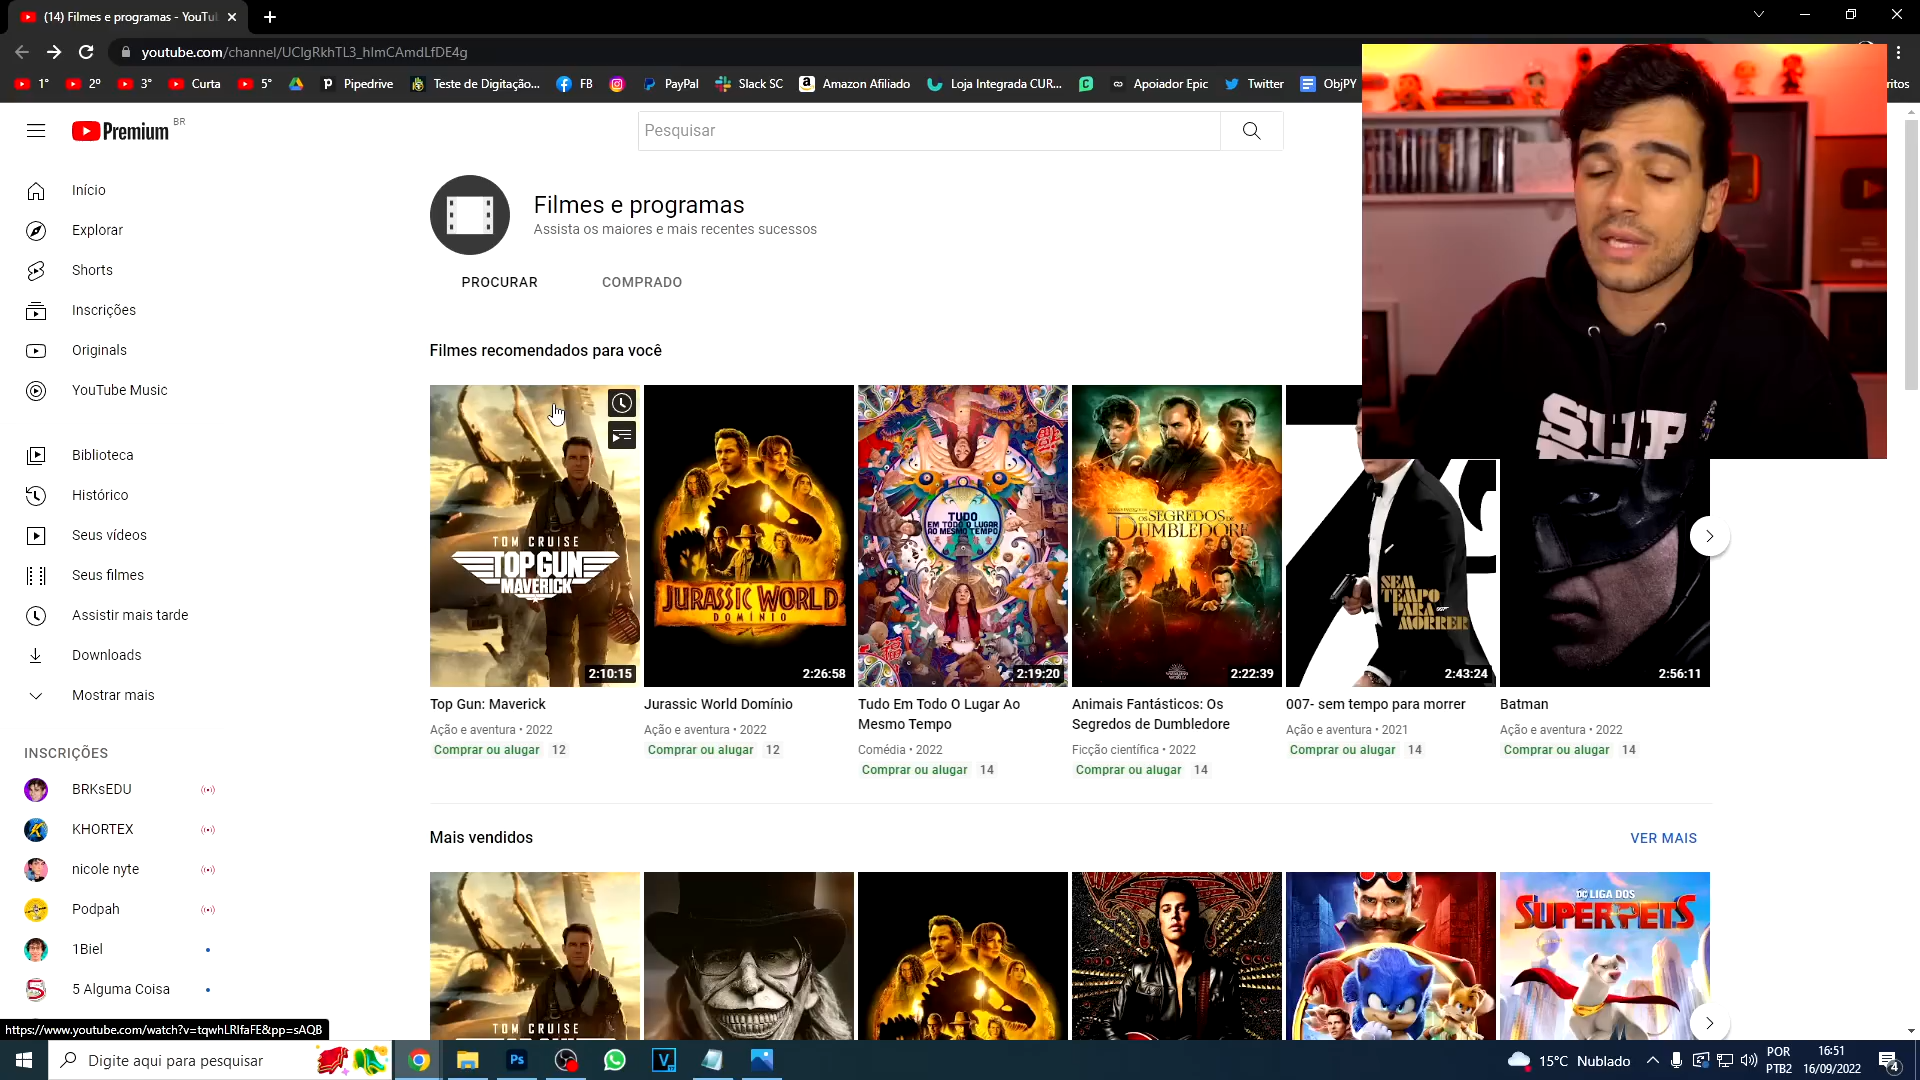 (14) Filmes e programas - YouTu
youtube.com/channel/UClgRkhTL3_hlmCAmdLfDE4g
1° 2º 3° Curta 5° Pipedrive Teste de Digitação... FB PayPal Slack SC Amazon Afiliado Loja Integrada CUR... Apoiador Epic Twitter ObjPY
ritos
Premium BR
Pesquisar
Início
Explorar
Shorts
Inscrições
Originals
YouTube Music
Biblioteca
Histórico
Seus vídeos
Seus filmes
Assistir mais tarde
Downloads
Mostrar mais
INSCRIÇÕES
BRKsEDU
KHORTEX
nicole nyte
Podpah
1Biel
5 Alguma Coisa
https://www.youtube.com/watch?v=tqwhLRlfaFE&pp=sAQB
Filmes e programas
Assista os maiores e mais recentes sucessos
PROCURAR COMPRADO
Filmes recomendados para você
TOM CRUISE
TOP GUN
MAVERICK
2:10:15
Top Gun: Maverick
Ação e aventura • 2022
Comprar ou alugar 12
JURASSIC WORLD
DOMÍNIO
2:26:58
Jurassic World Domínio
Ação e aventura • 2022
Comprar ou alugar 12
TUDO
EM TODO O LUGAR
AO MESMO TEMPO
2:19:20
Tudo Em Todo O Lugar Ao
Mesmo Tempo
Comédia • 2022
Comprar ou alugar 14
OS SEGREDOS DE
DUMBLEDORE
2:22:39
Animais Fantásticos: Os
Segredos de Dumbledore
Ficção científica • 2022
Comprar ou alugar 14
SEM
TEMPO
PARA 007
MORRER
2:43:24
007- sem tempo para morrer
Ação e aventura • 2021
Comprar ou alugar 14
2:56:11
Batman
Ação e aventura • 2022
Comprar ou alugar 14
Mais vendidos
VER MAIS
TOM CRUISE
DC LIGA DOS
SUPERPETS
Digite aqui para pesquisar
Ps
15°C Nublado
POR
PTB2
16:51
16/09/2022
4